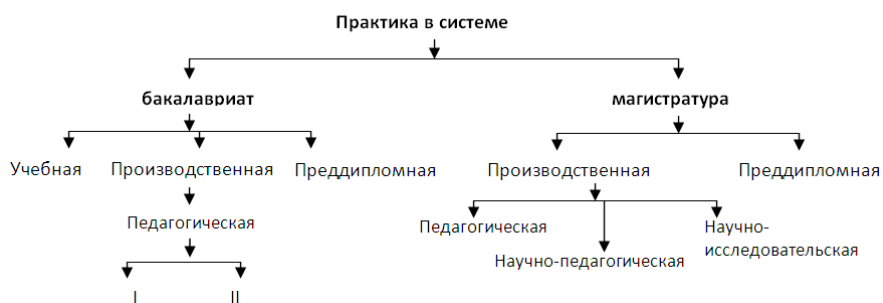 Практика в системе
бакалавриат
магистратура
Учебная
Производственная
Преддипломная
Производственная
Преддипломная
Педагогическая
Педагогическая
Научно-педагогическая
Научно-
исследовательская
I
II